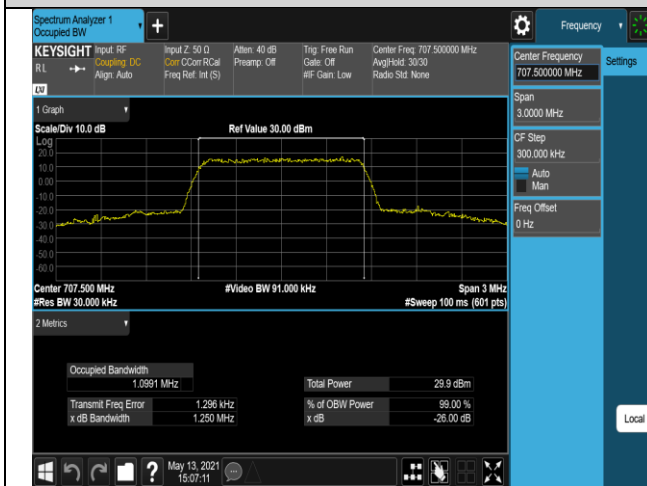 Spectrum Analyzer 1
Occupied BW
+
Frequency
KEYSIGHT
RL
LXI
Input: RF
Coupling: DC
Align: Auto
Input Z: 50 Ω
Corr CCorr RCal
Freq Ref: Int (S)
Atten: 40 dB
Preamp: Off
Trig: Free Run
Gate: Off
#IF Gain: Low
Center Freq: 707.500000 MHz
Avg|Hold: 30/30
Radio Std: None
Center Frequency
707.500000 MHz
Settings
Span
3.0000 MHz
CF Step
300.000 kHz
Auto
Man
Freq Offset
0 Hz
Local
1 Graph
Scale/Div 10.0 dB
Ref Value 30.00 dBm
Log
20.0
10.0
0.00
-10.0
-20.0
-30.0
-40.0
-50.0
-60.0
Center 707.500 MHz
#Video BW 91.000 kHz
Span 3 MHz
#Res BW 30.000 kHz
#Sweep 100 ms (601 pts)
2 Metrics
Occupied Bandwidth
1.0991 MHz
Total Power
29.9 dBm
Transmit Freq Error
1.296 kHz
% of OBW Power
99.00 %
x dB Bandwidth
1.250 MHz
x dB
-26.00 dB
?
May 13, 2021
15:07:11